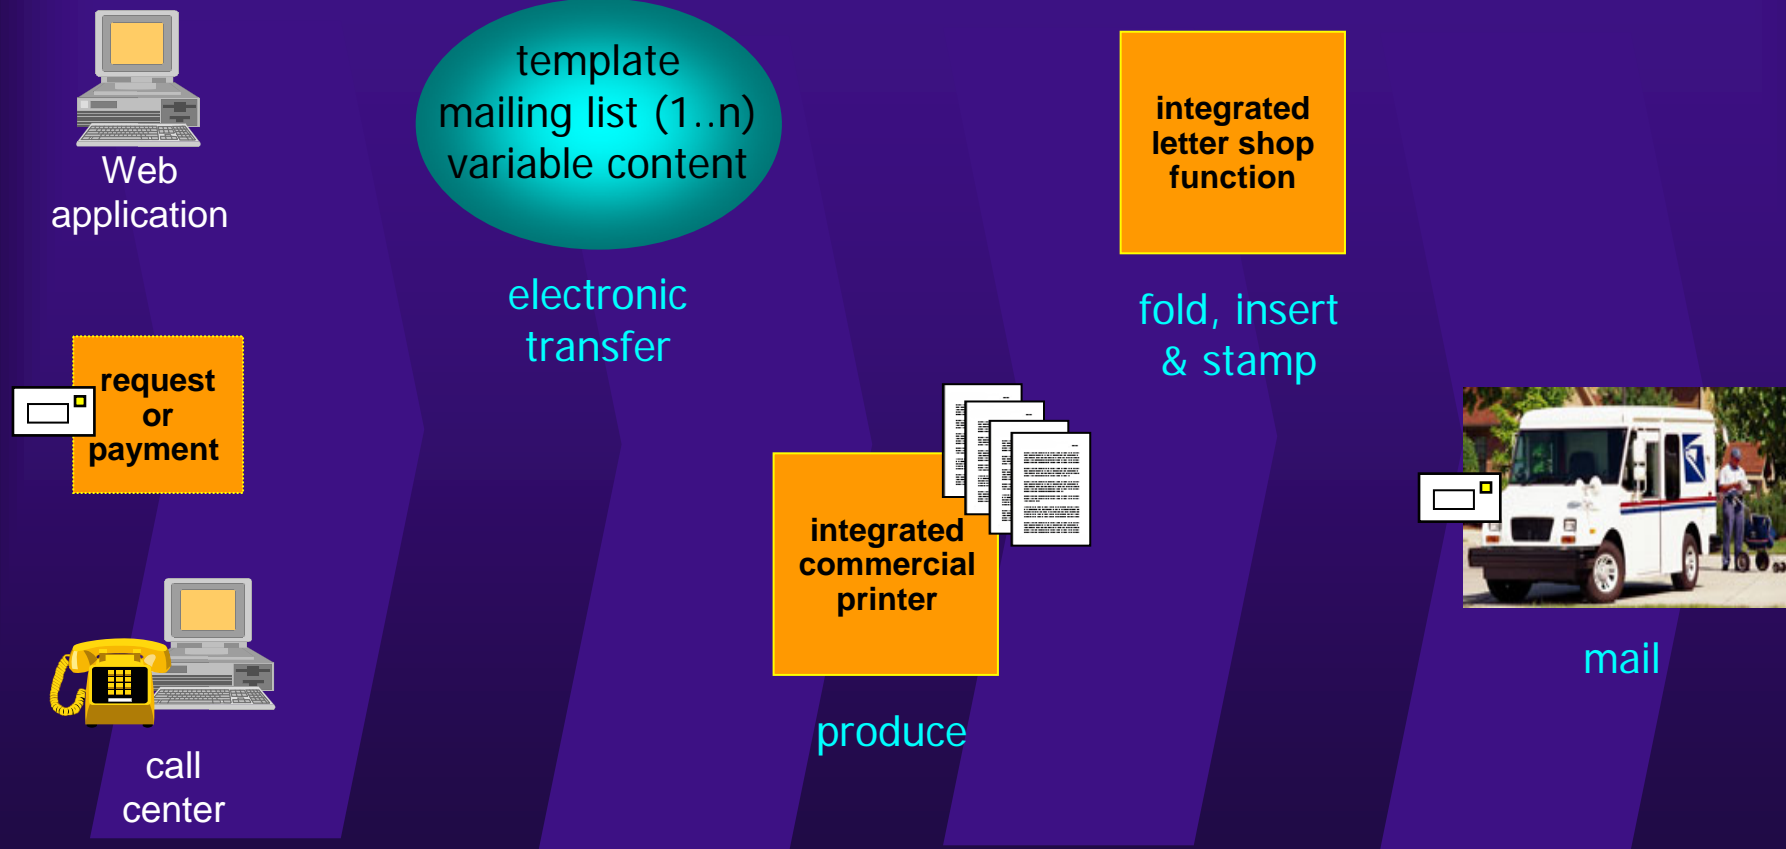 Web
application
request
or
payment
call
center
template
mailing list (1..n)
variable content
electronic
transfer
integrated
commercial
printer
produce
integrated
letter shop
function
fold, insert
& stamp
mail